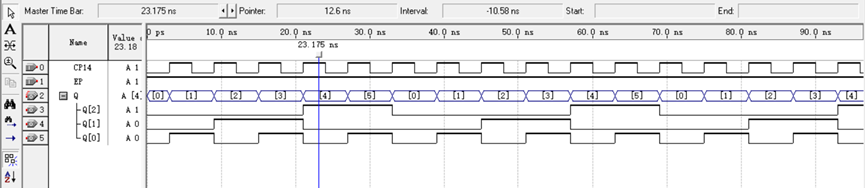 Master Time Bar: 23.175 ns Pointer: 12.6 ns Interval: -10.58 ns Start: End:
Name Value 23.18
0 ps 10.0 ns 20.0 ns 30.0 ns 40.0 ns 50.0 ns 60.0 ns 70.0 ns 80.0 ns 90.0 ns
23.175 ns
0 CP14 A 1
1 EP A 1
2 Q A [4] [0] [1] [2] [3] [4] [5] [0] [1] [2] [3] [4] [5] [0] [1] [2] [3] [4]
3 Q[2] A 1
4 Q[1] A 0
5 Q[0] A 0